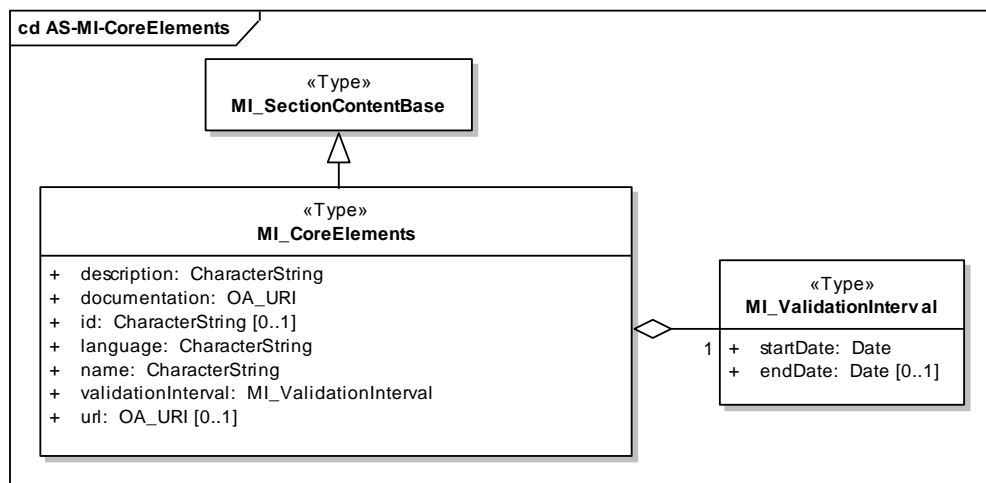 cd AS-MI-CoreElements
«Type»
MI_SectionContentBase
«Type»
MI_CoreElements
+ description: CharacterString
+ documentation: OA_URI
+ id: CharacterString [0..1]
+ language: CharacterString
+ name: CharacterString
+ validationInterval: MI_ValidationInterval
+ url: OA_URI [0..1]
1
«Type»
MI_ValidationInterval
+ startDate: Date
+ endDate: Date [0..1]